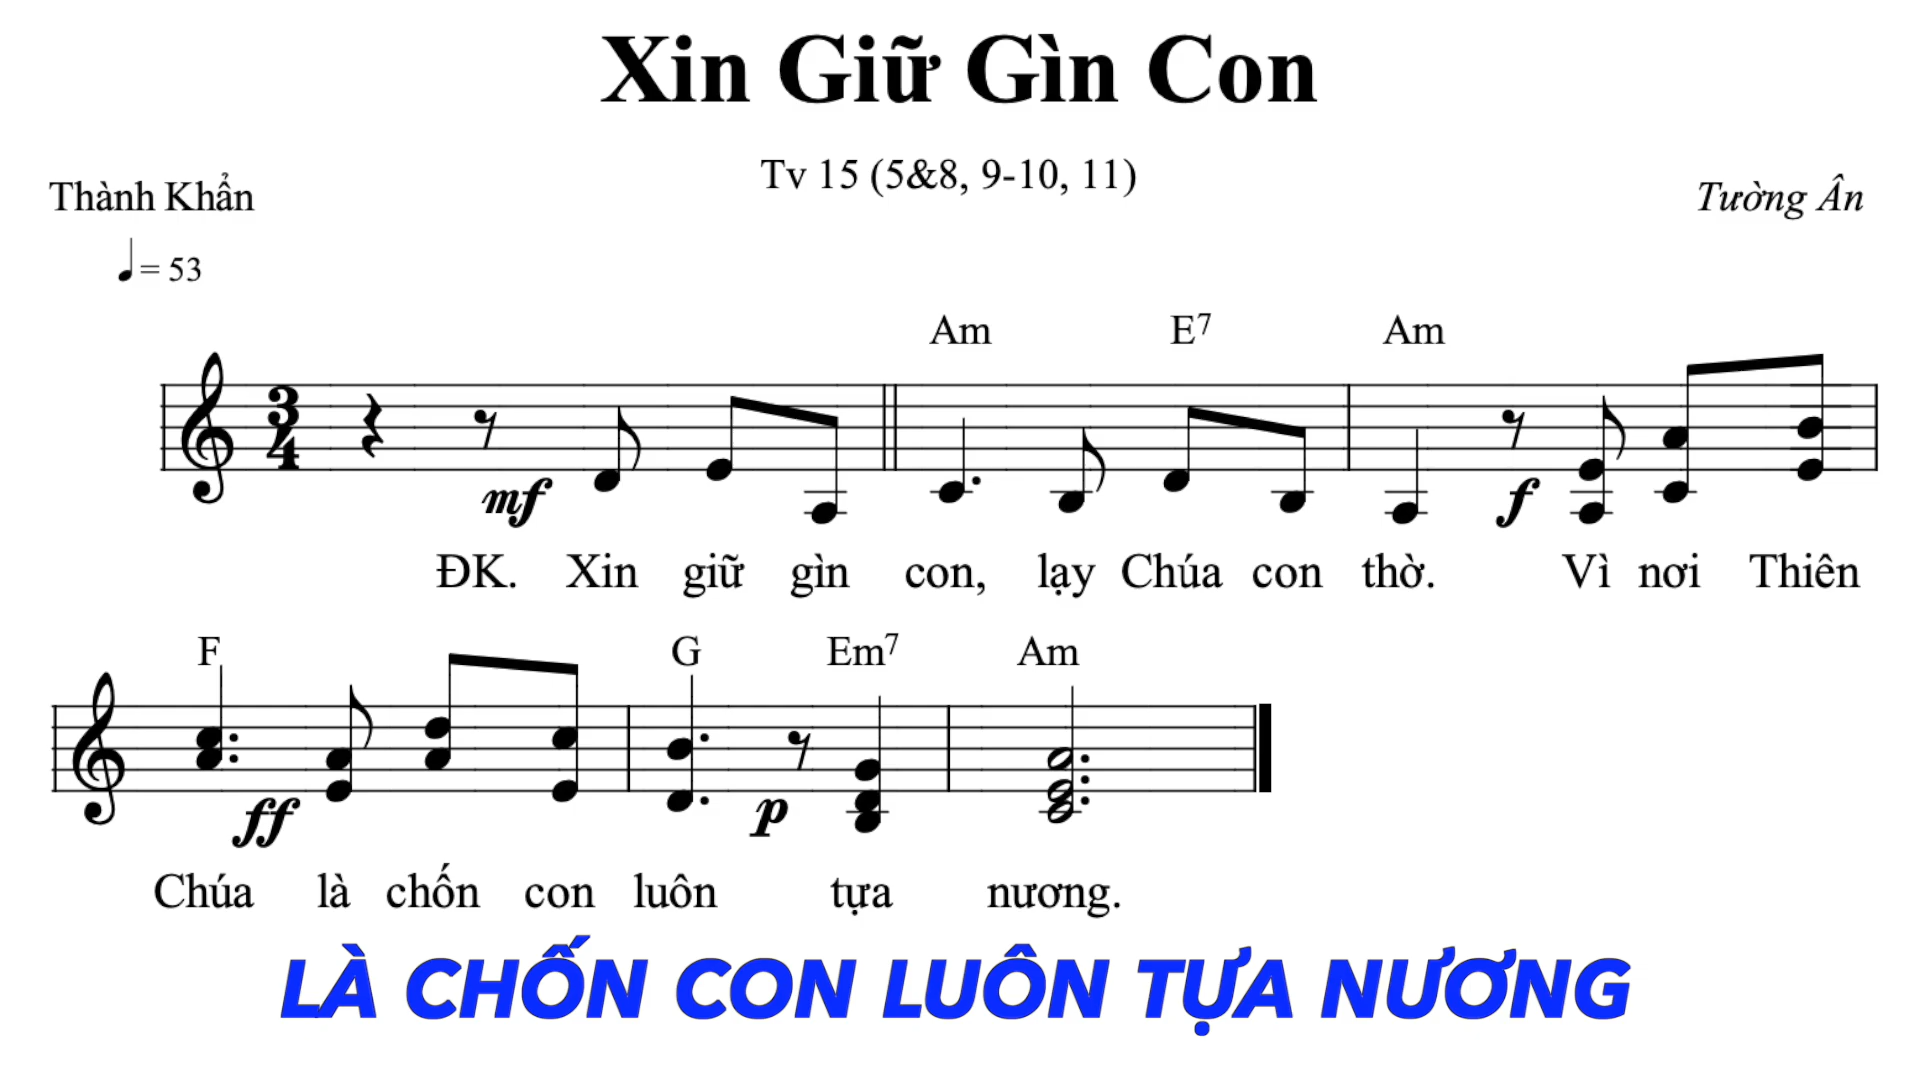 Xin Giữ Gìn Con
Tv 15 (5&8, 9-10, 11)
Thành Khẩn
Tường Ân
= 53
Am E7 Am
3
4
mf f
ĐK. Xin giữ gìn con, lạy Chúa con thờ. Vì nơi Thiên
F G Em7 Am
ff p
Chúa là chốn con luôn tựa nương.
LÀ CHỐN CON LUÔN TỰA NƯƠNG